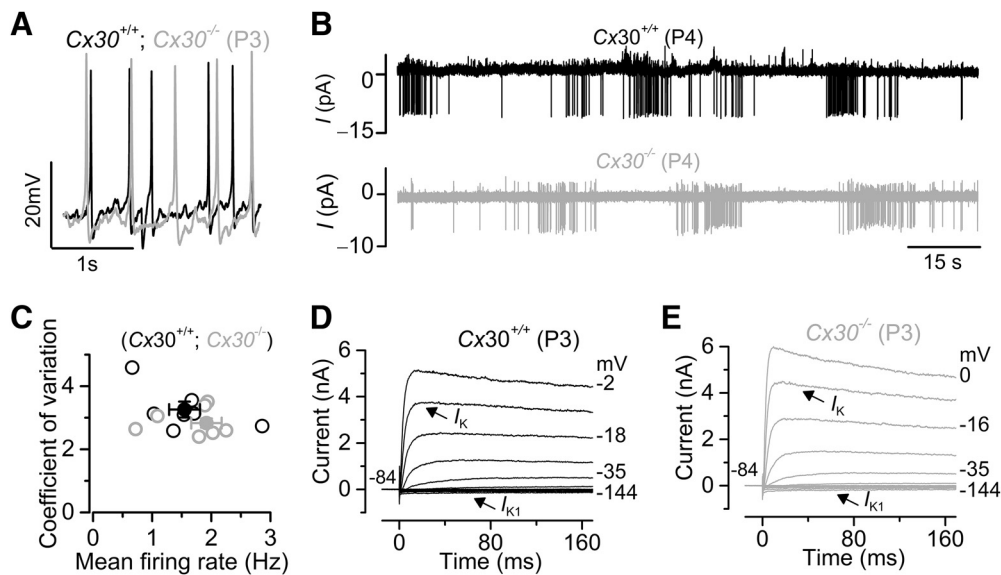 A
Cx30+/+; Cx30-/- (P3)
20mV
1s
B
Cx30+/+ (P4)
I (pA)
0
−15
Cx30-/- (P4)
I (pA)
0
−10
15 s
C
(Cx30+/+; Cx30-/-)
Coefficient of variation
4
2
0
0 1 2 3
Mean firing rate (Hz)
D
Cx30+/+ (P3)
Current (nA)
6
4
2
0
mV
-2
-18
-35
-144
-84
IK
IK1
0 80 160
Time (ms)
E
Cx30-/- (P3)
Current (nA)
6
4
2
0
mV
0
-16
-35
-144
-84
IK
IK1
0 80 160
Time (ms)